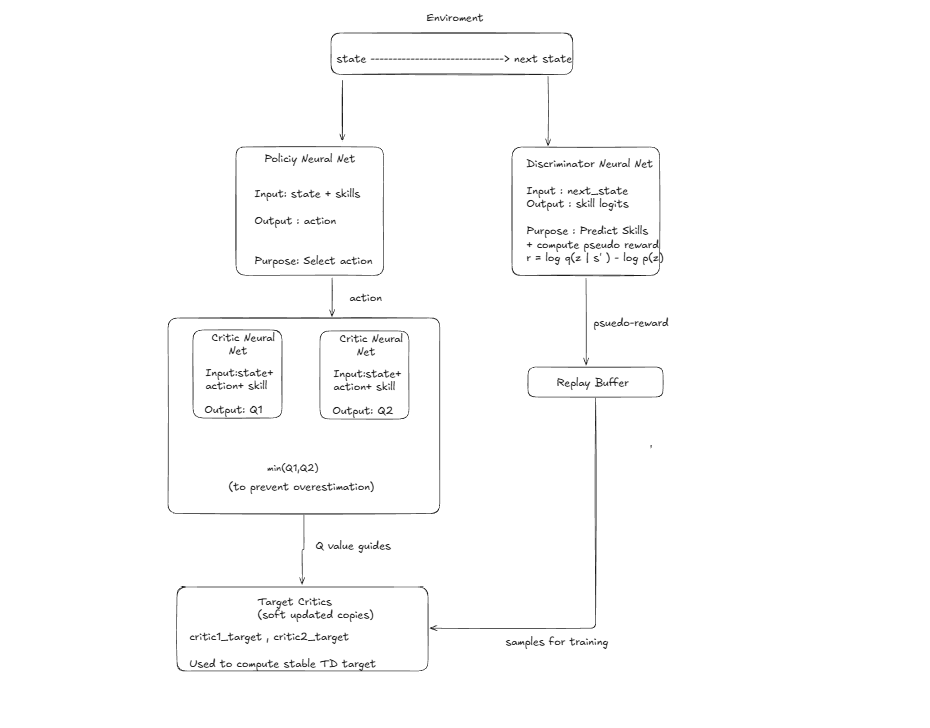 Enviroment
state ------------------------------> next state
Policiy Neural Net
Input: state + skills
Output : action
Purpose: Select action
Discriminator Neural Net
Input : next_state
Output : skill logits
Purpose : Predict Skills
+ compute pseudo reward
r = log q(z | s' ) - log p(z)
action
psuedo-reward
Critic Neural
Net
Input:state+
action+ skill
Output: Q1
Critic Neural
Net
Input:state+
action+ skill
Output: Q2
min(Q1,Q2)
(to prevent overestimation)
Replay Buffer
,
Q value guides
Target Critics
(soft updated copies)
critic1_target , critic2_target
Used to compute stable TD target
samples for training